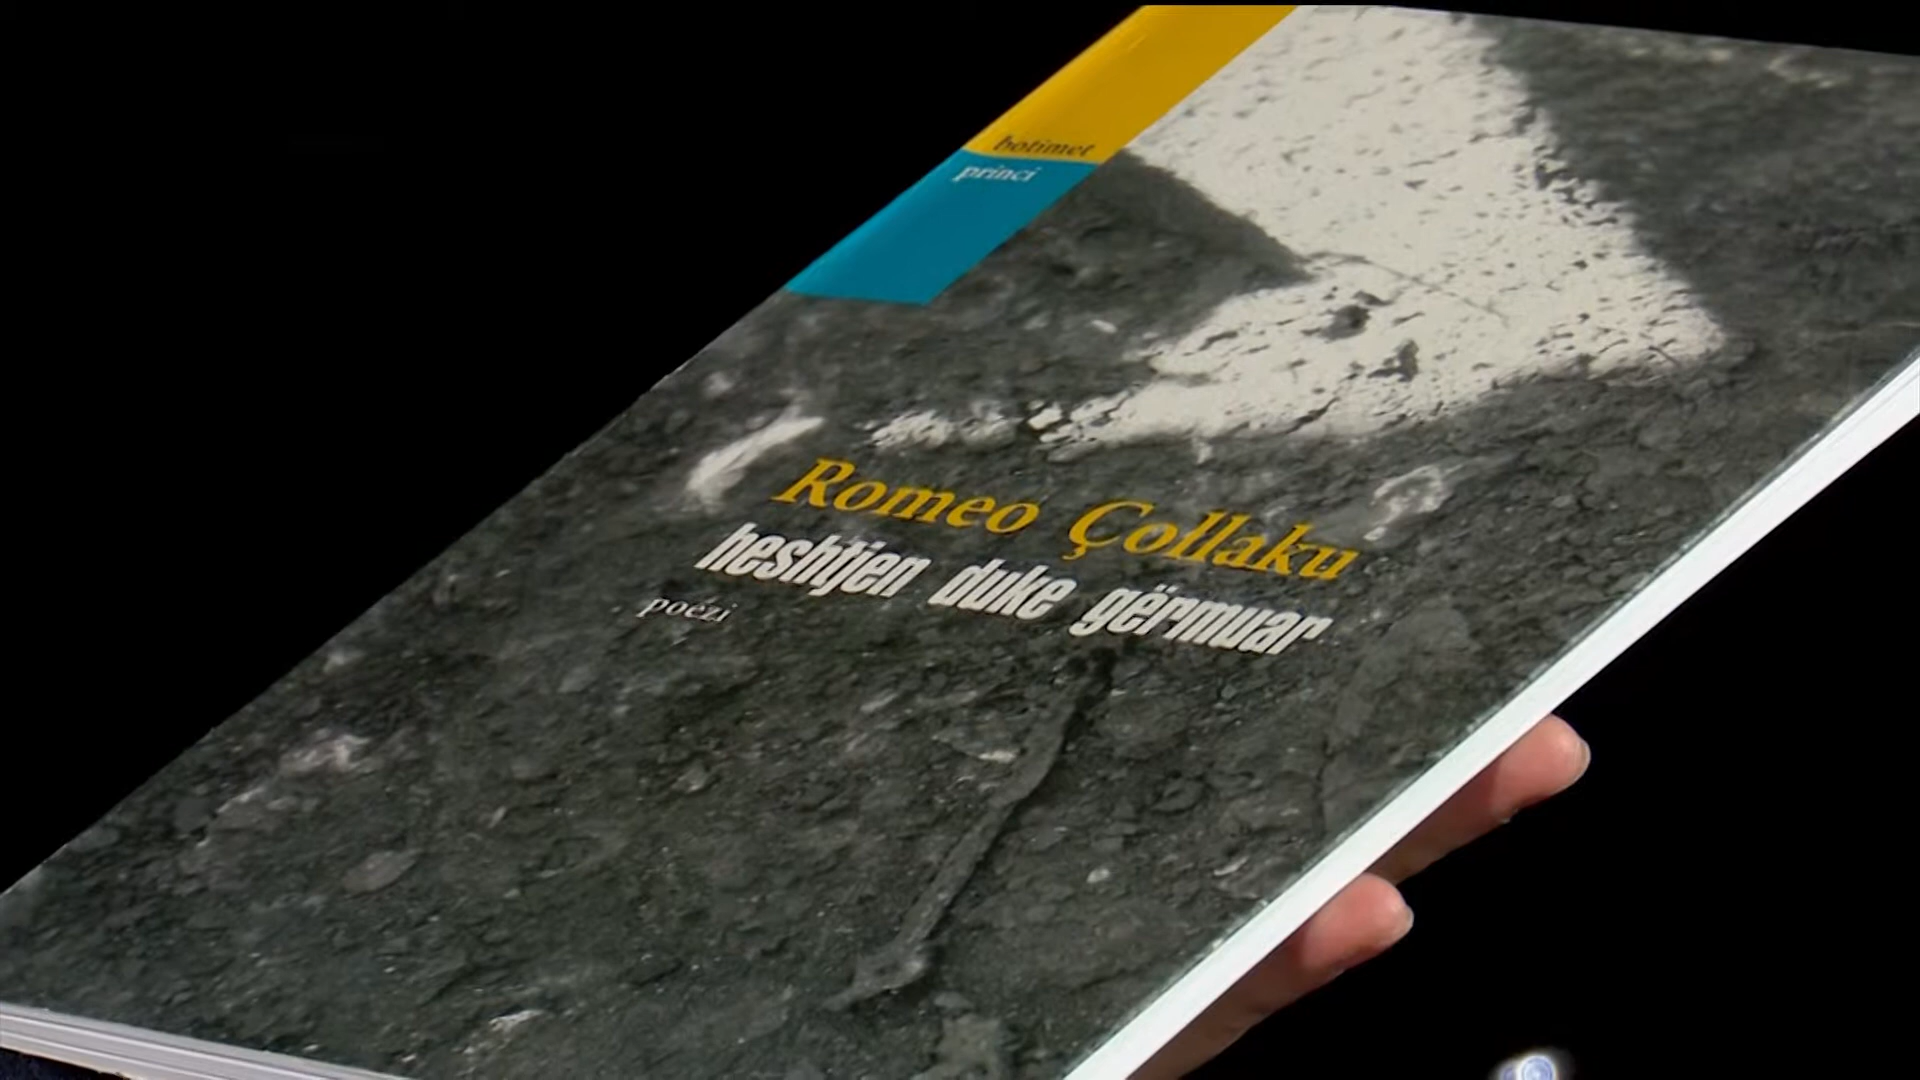 botimet
princi
Romeo Çollaku
heshtjen duke gërmuar
poezi